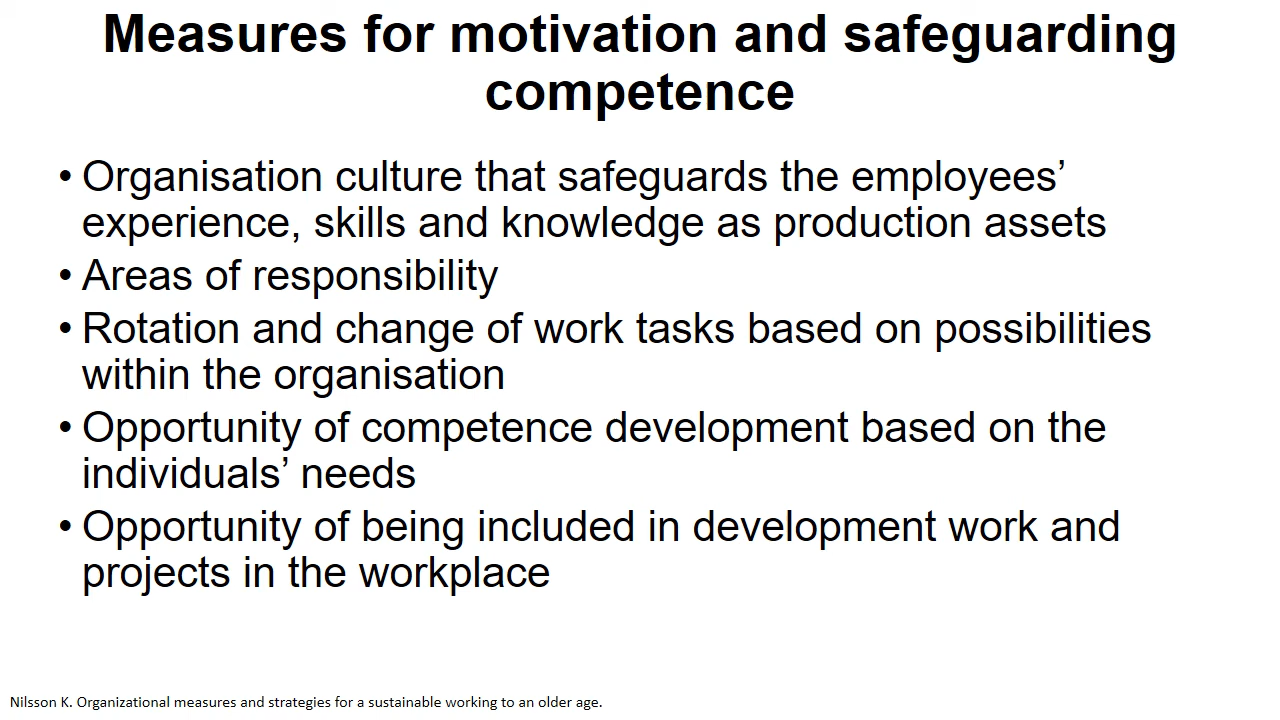 Measures for motivation and safeguarding
competence
• Organisation culture that safeguards the employees’
experience, skills and knowledge as production assets
• Areas of responsibility
• Rotation and change of work tasks based on possibilities
within the organisation
• Opportunity of competence development based on the
individuals’ needs
• Opportunity of being included in development work and
projects in the workplace
Nilsson K. Organizational measures and strategies for a sustainable working to an older age.